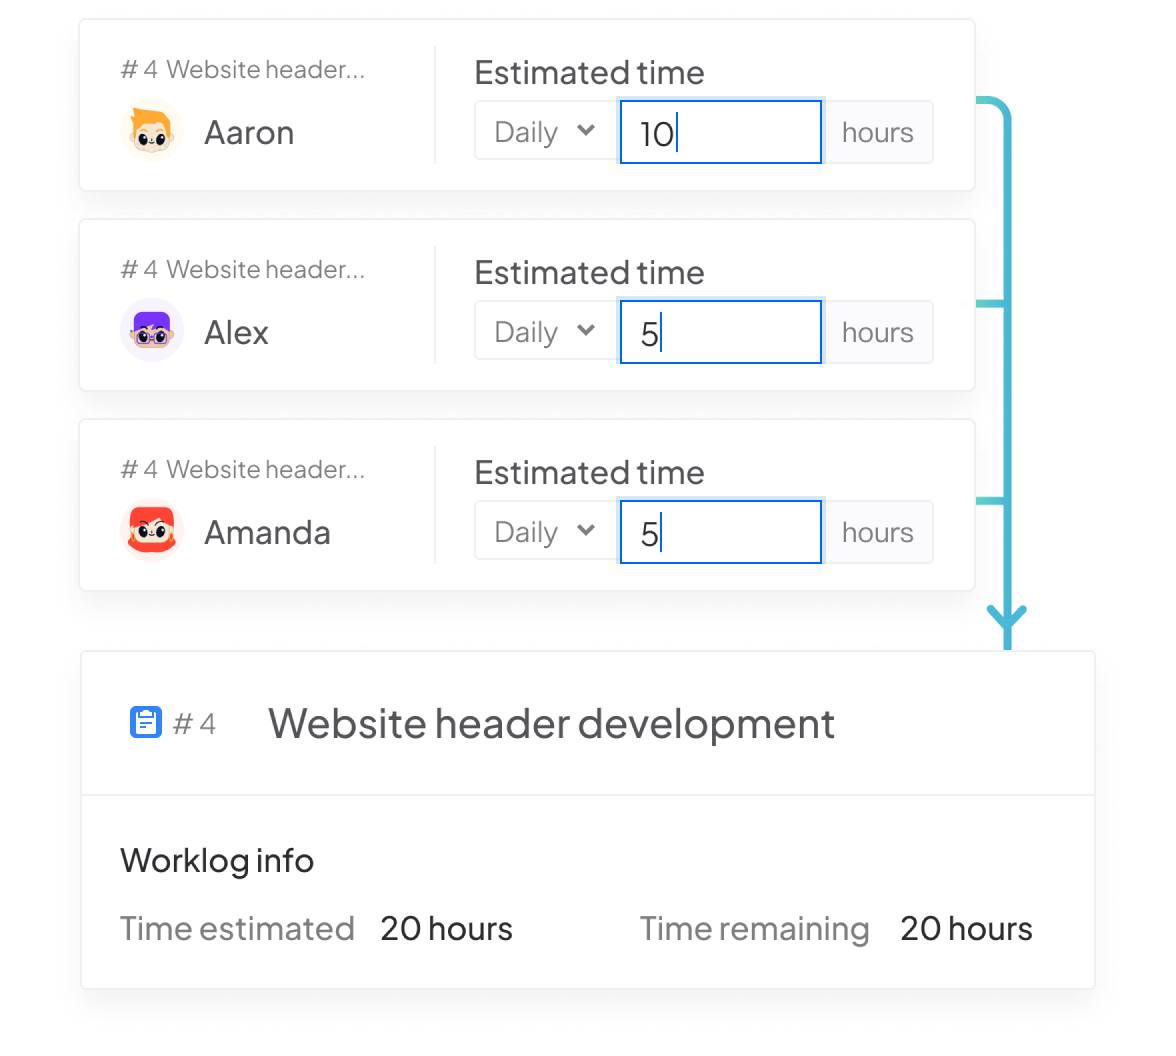 # 4 Website header...
Aaron
Estimated time
Daily 10 hours
# 4 Website header...
Alex
Estimated time
Daily 5 hours
# 4 Website header...
Amanda
Estimated time
Daily 5 hours
# 4 Website header development
Worklog info
Time estimated 20 hours Time remaining 20 hours